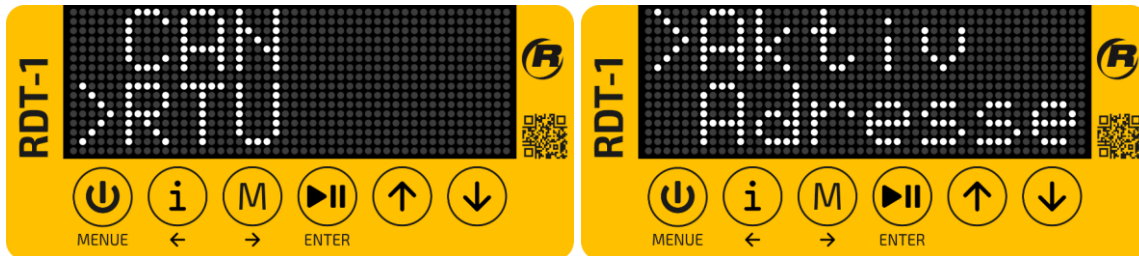 RDT-1
CAN
>RTU
R
i
M
MENUE
←
→
ENTER
RDT-1
>Aktiv
Adresse
R
i
M
MENUE
←
→
ENTER